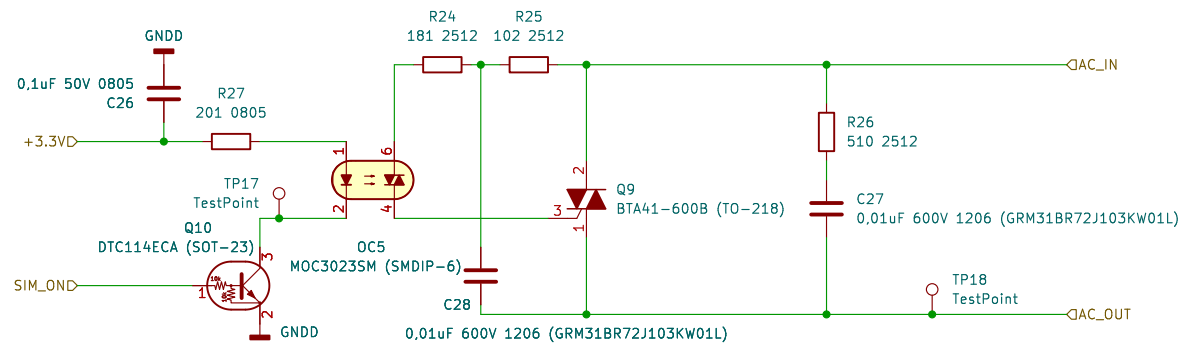 R24
181 2512
R25
102 2512
GNDD
AC_IN
0,1uF 50V 0805
C26
R27
201 0805
R26
510 2512
+3.3V
1
6
2
4
TP17
TestPoint
2
Q9
BTA41-600B (TO-218)
3
1
C27
0,01uF 600V 1206 (GRM31BR72J103KW01L)
Q10
DTC114ECA (SOT-23)
3
OC5
MOC3023SM (SMDIP-6)
SIM_ON
1
10k
10k
2
GNDD
C28
0,01uF 600V 1206 (GRM31BR72J103KW01L)
TP18
TestPoint
AC_OUT